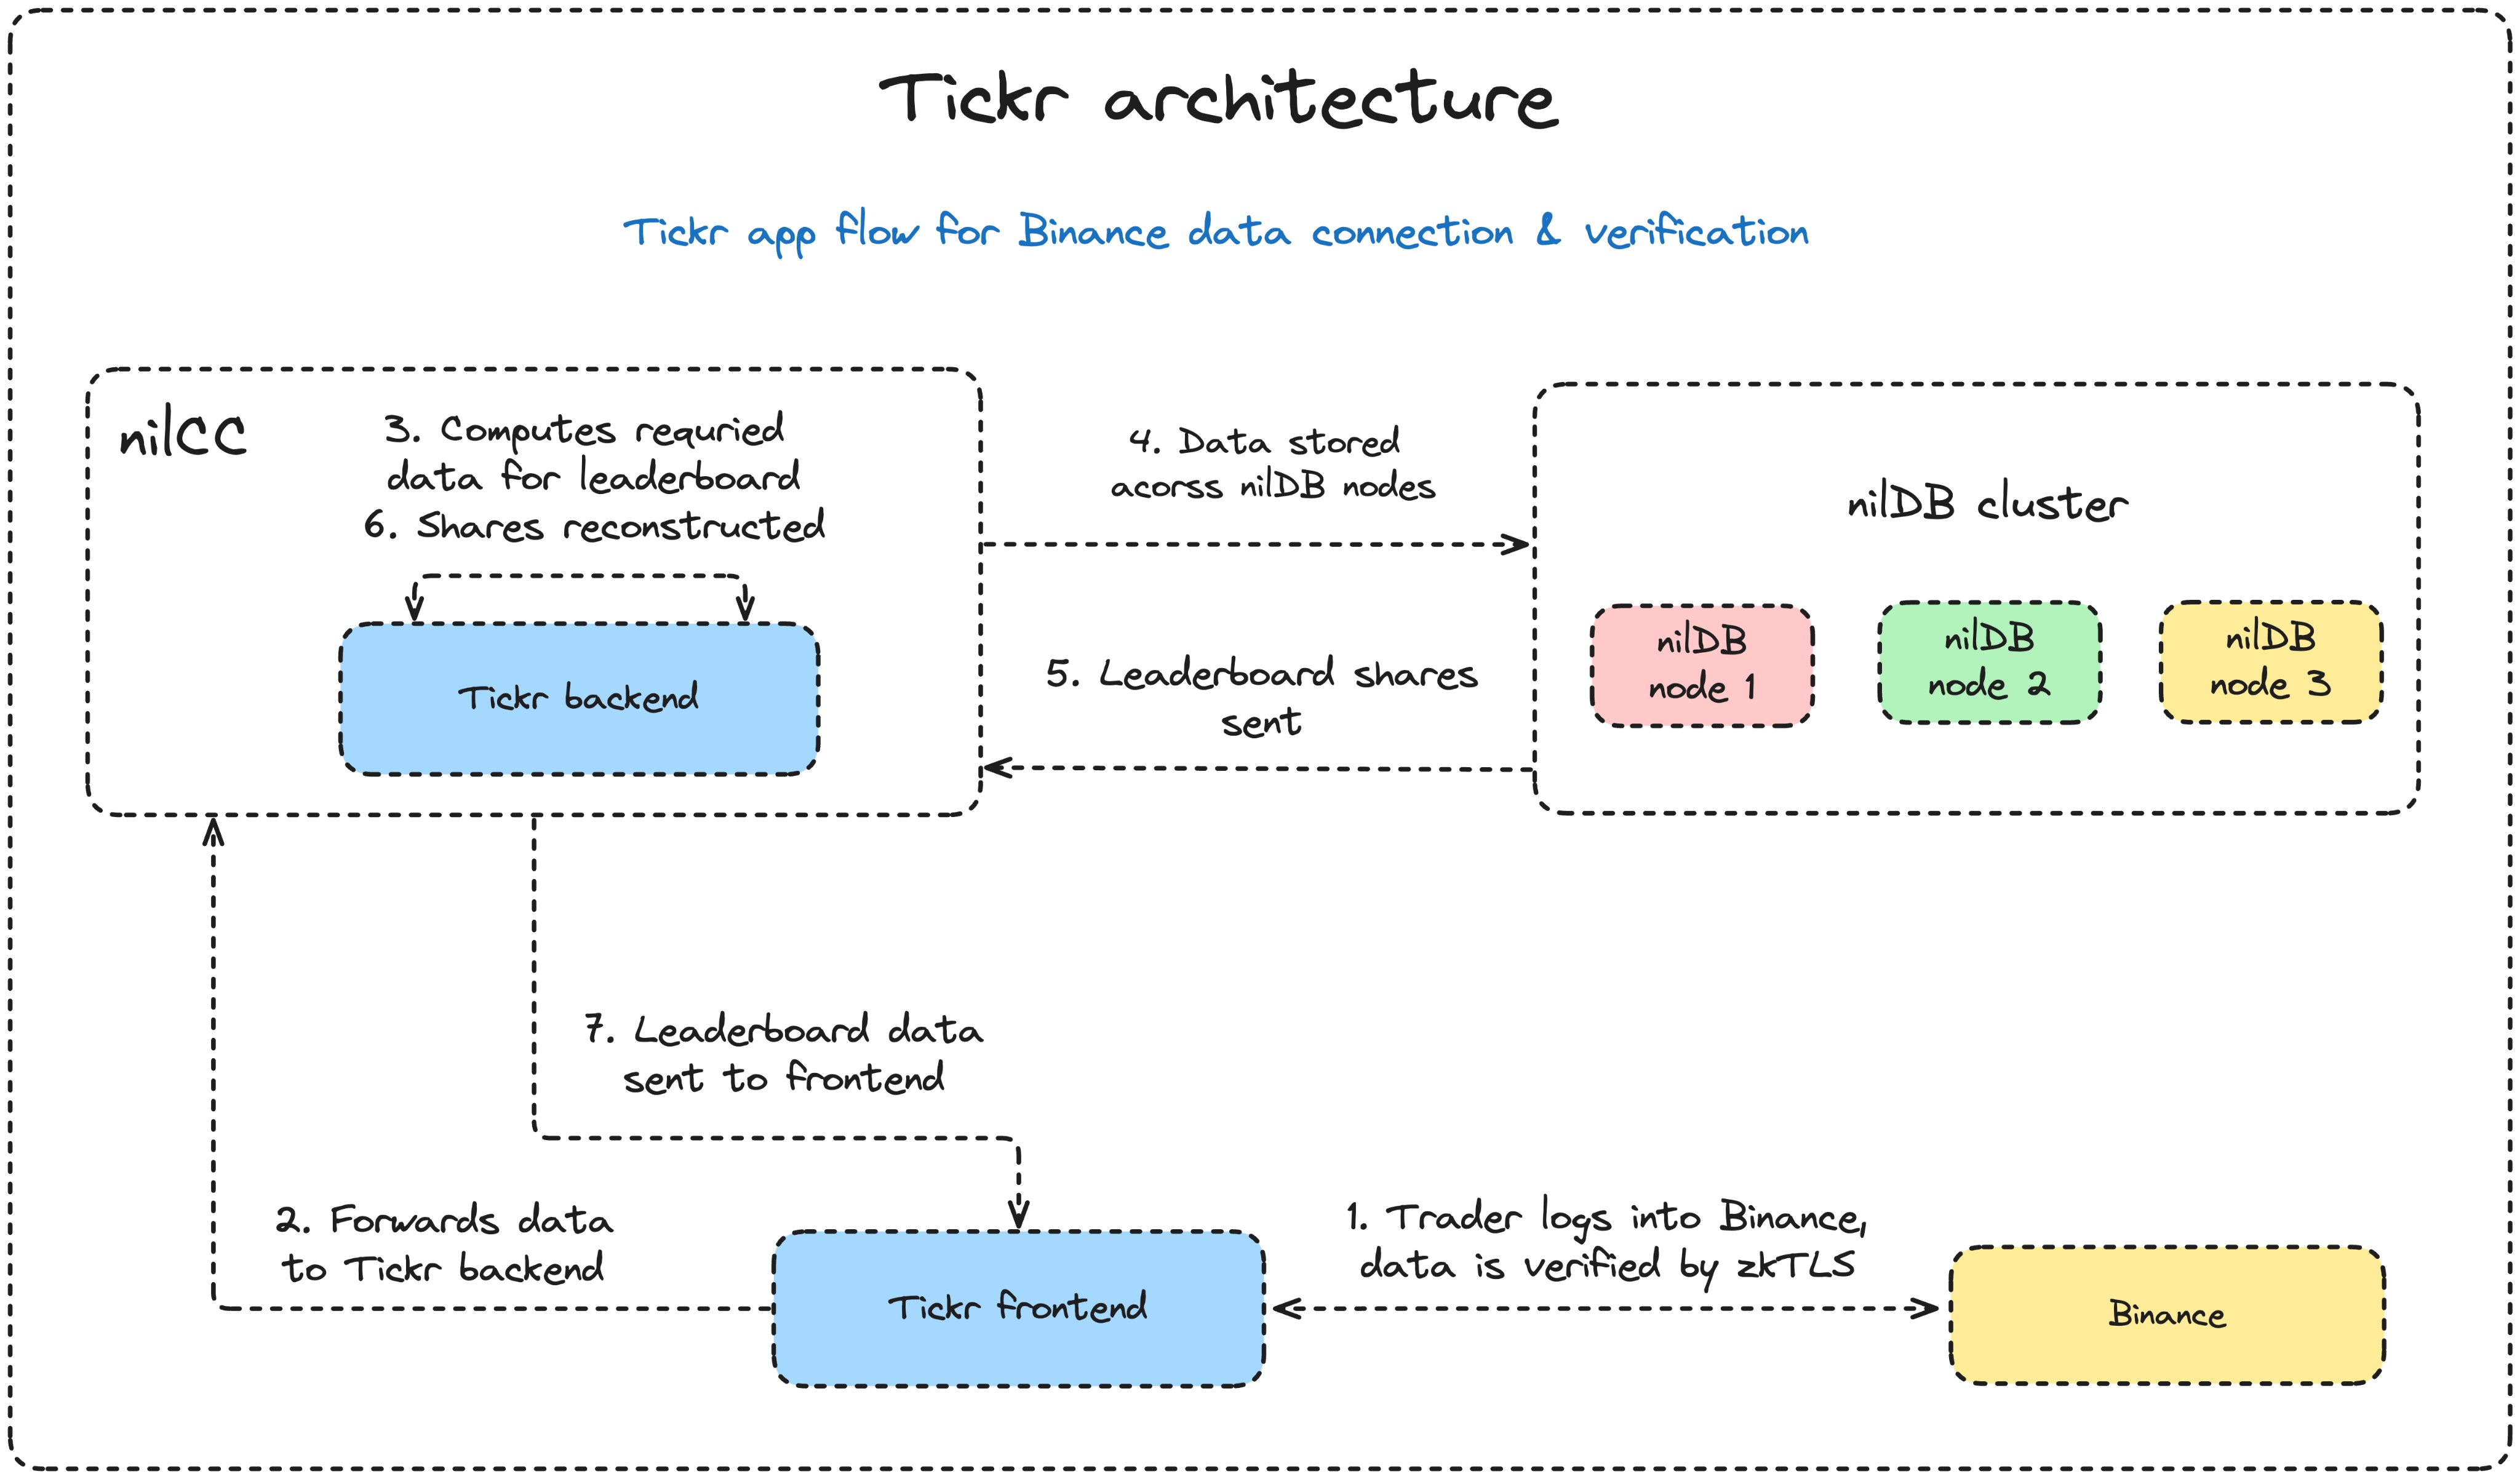 Tickr architecture
Tickr app flow for Binance data connection & verification
nilCC
3. Computes requried
data for leaderboard
6. Shares reconstructed
Tickr backend
4. Data stored
acorss nilDB nodes
5. Leaderboard shares
sent
nilDB cluster
nilDB
node 1
nilDB
node 2
nilDB
node 3
7. Leaderboard data
sent to frontend
2. Forwards data
to Tickr backend
Tickr frontend
1. Trader logs into Binance,
data is verified by zkTLS
Binance